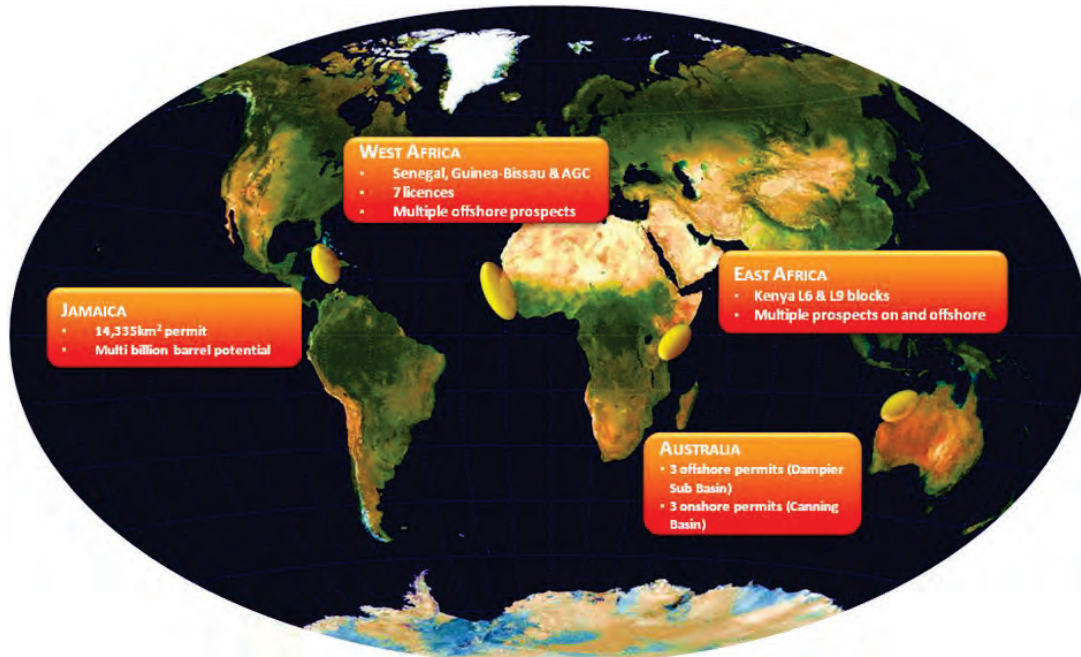 WEST AFRICA
• Senegal, Guinea-Bissau & AGC
• 7 licences
• Multiple offshore prospects
EAST AFRICA
• Kenya L6 & L9 blocks
• Multiple prospects on and offshore
JAMAICA
• 14,335km² permit
• Multi billion barrel potential
AUSTRALIA
• 3 offshore permits (Dampier
Sub Basin)
• 3 onshore permits (Canning
Basin)